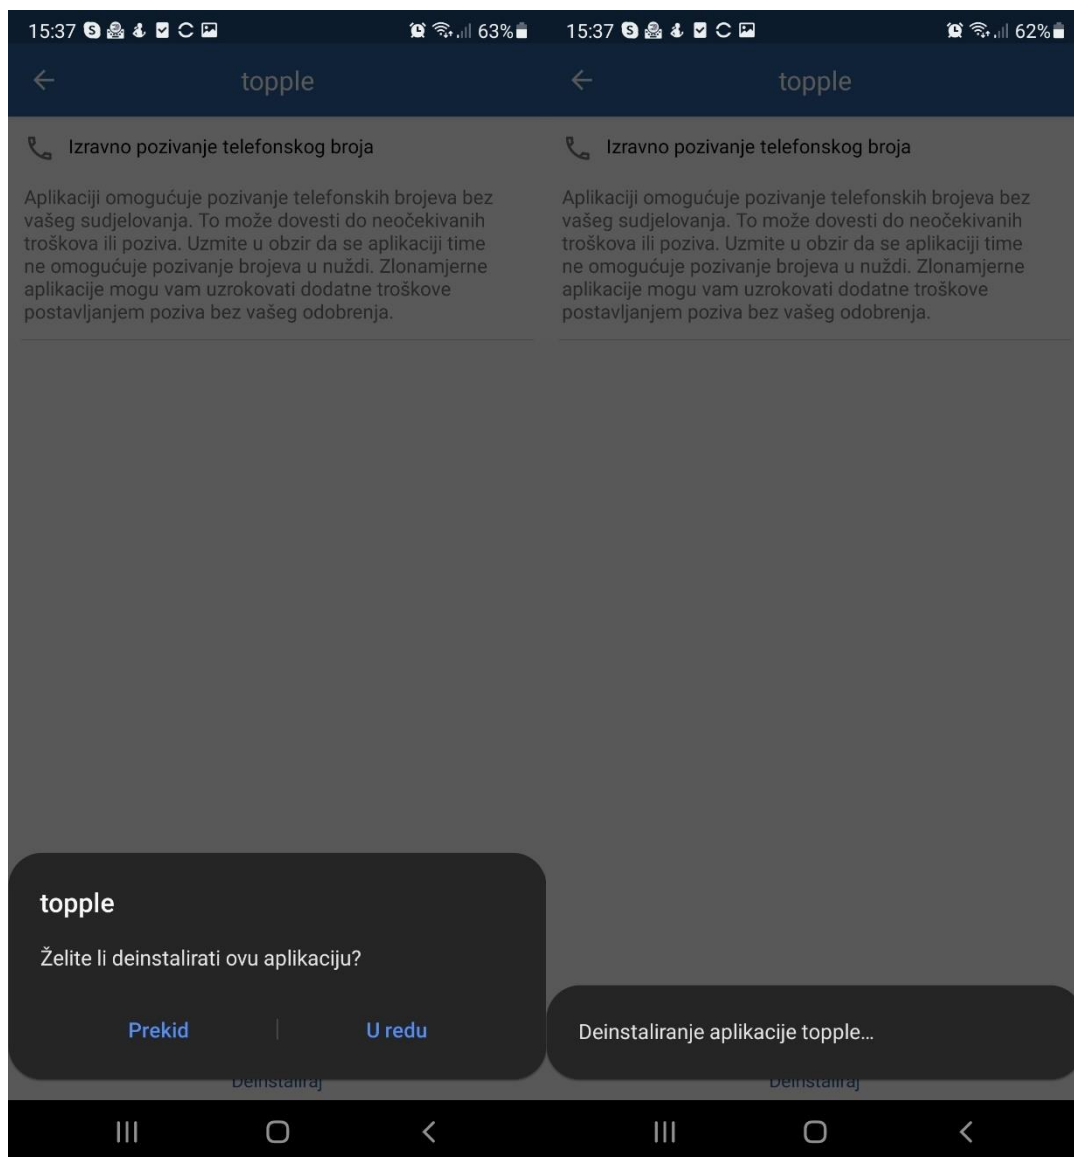 15:37
63%
topple
Izravno pozivanje telefonskog broja
Aplikaciji omogućuje pozivanje telefonskih brojeva bez
vašeg sudjelovanja. To može dovesti do neočekivanih
troškova ili poziva. Uzmite u obzir da se aplikaciji time
ne omogućuje pozivanje brojeva u nuždi. Zlonamjerne
aplikacije mogu vam uzrokovati dodatne troškove
postavljanjem poziva bez vašeg odobrenja.
topple
Želite li deinstalirati ovu aplikaciju?
Prekid
U redu
Deinstaliraj
15:37
62%
topple
Izravno pozivanje telefonskog broja
Aplikaciji omogućuje pozivanje telefonskih brojeva bez
vašeg sudjelovanja. To može dovesti do neočekivanih
troškova ili poziva. Uzmite u obzir da se aplikaciji time
ne omogućuje pozivanje brojeva u nuždi. Zlonamjerne
aplikacije mogu vam uzrokovati dodatne troškove
postavljanjem poziva bez vašeg odobrenja.
Deinstaliranje aplikacije topple...
Deinstaliraj